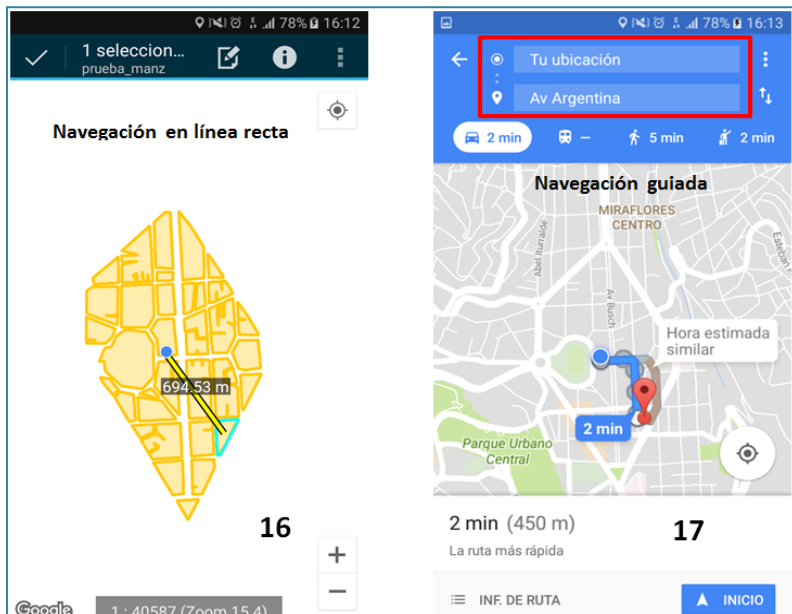 78% 16:12
1 seleccion...
prueba_manz
Navegación en línea recta
694.53 m
16
+
−
Google
1 : 40587 (Zoom 15.4)
78% 16:13
Tu ubicación
Av Argentina
2 min
–
5 min
2 min
Navegación guiada
MIRAFLORES
CENTRO
Abel Iturralde
Esteban
Av Busch
Hora estimada
similar
2 min
Parque Urbano
Central
2 min (450 m)
17
La ruta más rápida
INF. DE RUTA
INICIO